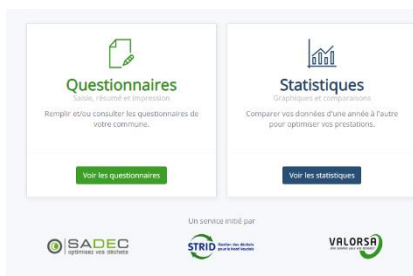 Questionnaires
Saisie, résumé et impression
Remplir et/ou consulter les questionnaires de
votre commune.
Voir les questionnaires
Statistiques
Graphiques et comparaisons
Comparer vos données d'une année à l'autre
pour optimiser vos prestations.
Voir les statistiques
Un service initié par
SADEC
optimisez vos déchets
STRID
VALORSA